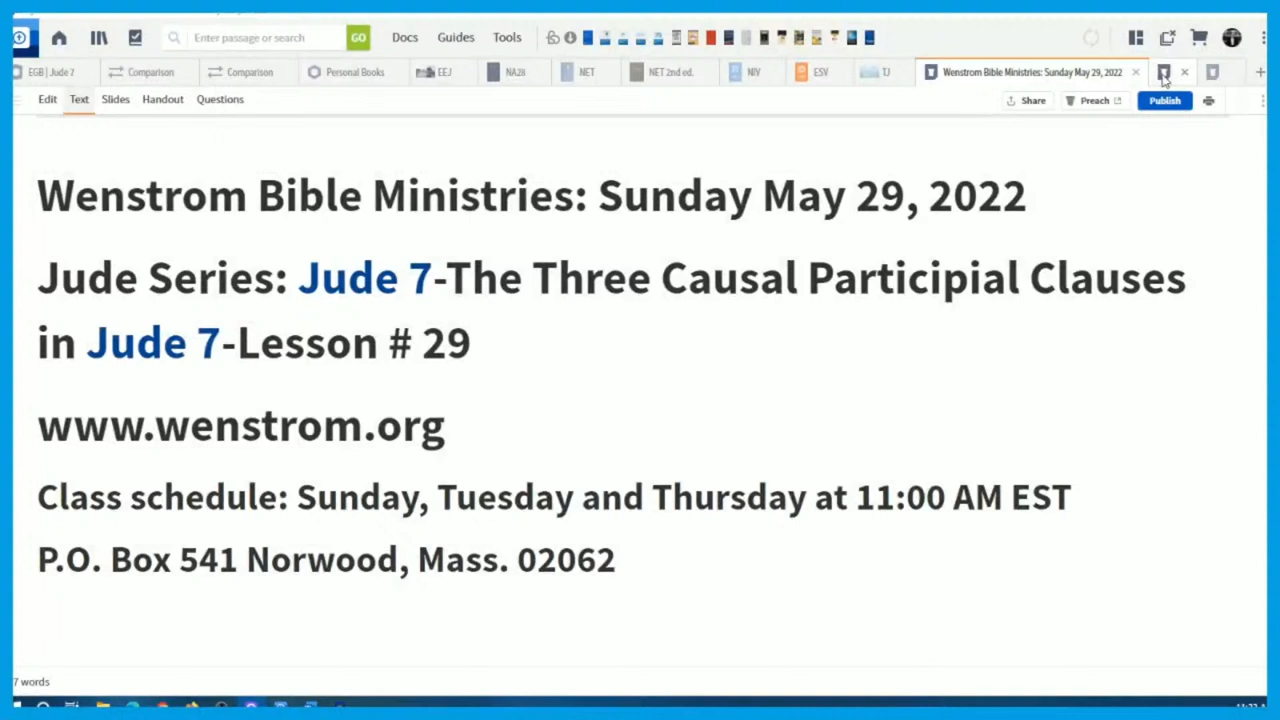 Enter passage or search GO Docs Guides Tools
EGB | Jude 7 Comparison Comparison Personal Books EEJ NA28 NET NET 2nd ed. NIV ESV TJ Wenstrom Bible Ministries: Sunday May 29, 2022
Edit Text Slides Handout Questions Share Preach Publish
Wenstrom Bible Ministries: Sunday May 29, 2022
Jude Series: Jude 7-The Three Causal Participial Clauses
in Jude 7-Lesson # 29
www.wenstrom.org
Class schedule: Sunday, Tuesday and Thursday at 11:00 AM EST
P.O. Box 541 Norwood, Mass. 02062
7 words